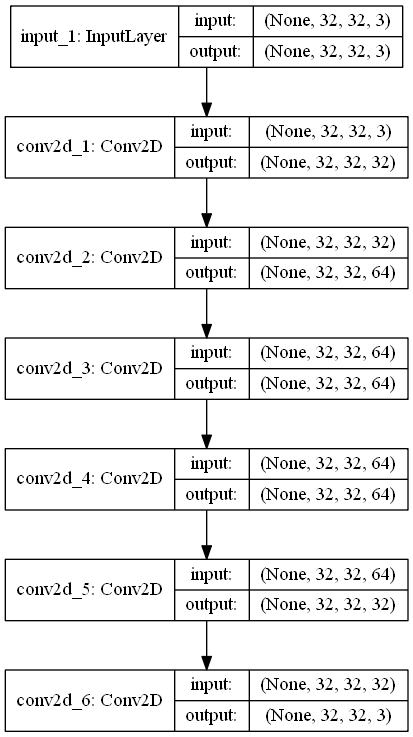 input_1: InputLayer
input: (None, 32, 32, 3)
output: (None, 32, 32, 3)
conv2d_1: Conv2D
input: (None, 32, 32, 3)
output: (None, 32, 32, 32)
conv2d_2: Conv2D
input: (None, 32, 32, 32)
output: (None, 32, 32, 64)
conv2d_3: Conv2D
input: (None, 32, 32, 64)
output: (None, 32, 32, 64)
conv2d_4: Conv2D
input: (None, 32, 32, 64)
output: (None, 32, 32, 64)
conv2d_5: Conv2D
input: (None, 32, 32, 64)
output: (None, 32, 32, 32)
conv2d_6: Conv2D
input: (None, 32, 32, 32)
output: (None, 32, 32, 3)